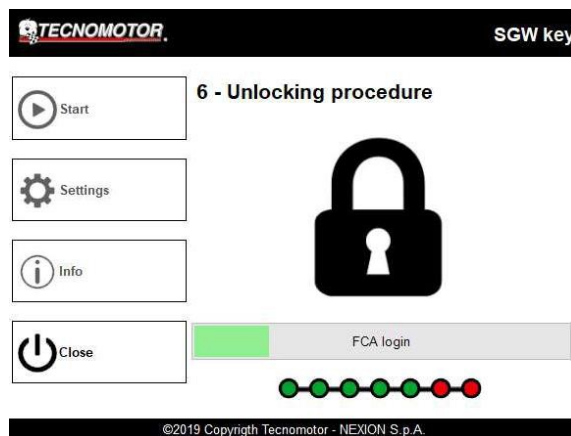 TECNOMOTOR.
SGW key
Start
6 - Unlocking procedure
Settings
Info
Close
FCA login
©2019 Copyrigth Tecnomotor - NEXION S.p.A.